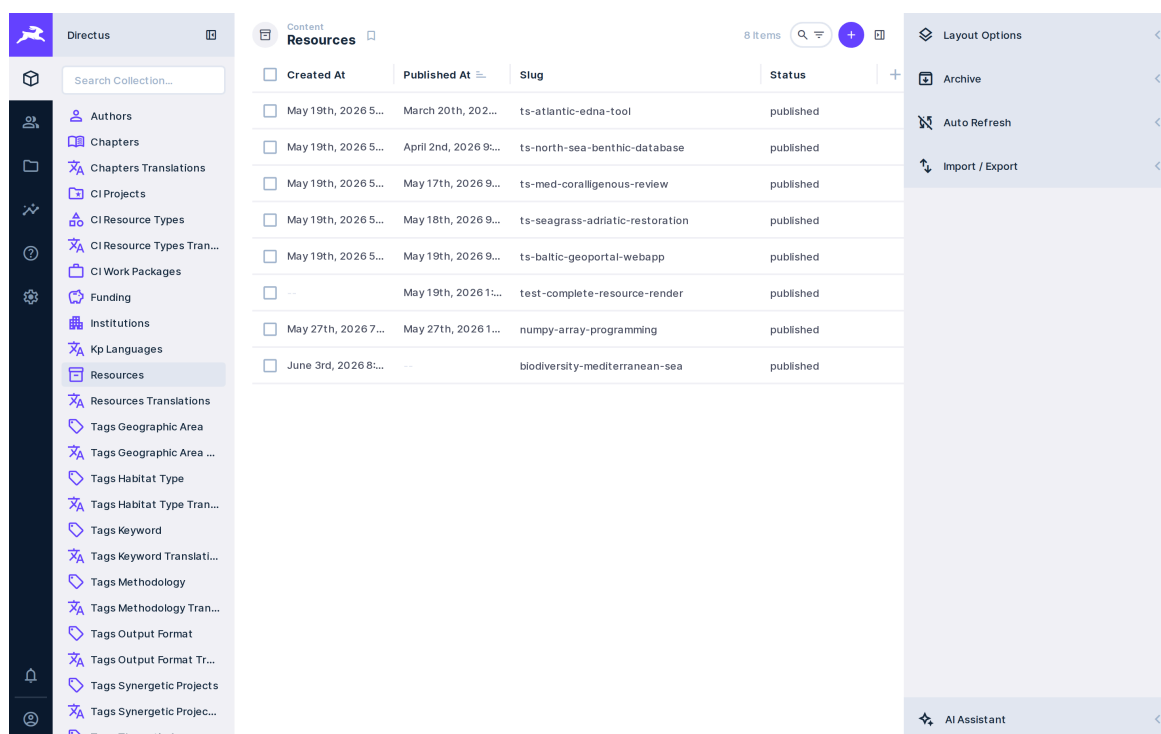 Directus
Search Collection...
Authors
Chapters
Chapters Translations
CI Projects
CI Resource Types
CI Resource Types Tran...
CI Work Packages
Funding
Institutions
Kp Languages
Resources
Resources Translations
Tags Geographic Area
Tags Geographic Area ...
Tags Habitat Type
Tags Habitat Type Tran...
Tags Keyword
Tags Keyword Translati...
Tags Methodology
Tags Methodology Tran...
Tags Output Format
Tags Output Format Tr...
Tags Synergetic Projects
Tags Synergetic Projec...
Content
Resources
8 Items
Created At Published At Slug Status
May 19th, 2026 5... March 20th, 202... ts-atlantic-edna-tool published
May 19th, 2026 5... April 2nd, 2026 9:... ts-north-sea-benthic-database published
May 19th, 2026 5... May 17th, 2026 9... ts-med-coralligenous-review published
May 19th, 2026 5... May 18th, 2026 9... ts-seagrass-adriatic-restoration published
May 19th, 2026 5... May 19th, 2026 9... ts-baltic-geoportal-webapp published
-- May 19th, 2026 1:... test-complete-resource-render published
May 27th, 2026 7... May 27th, 2026 1... numpy-array-programming published
June 3rd, 2026 8:... -- biodiversity-mediterranean-sea published
Layout Options
Archive
Auto Refresh
Import / Export
AI Assistant